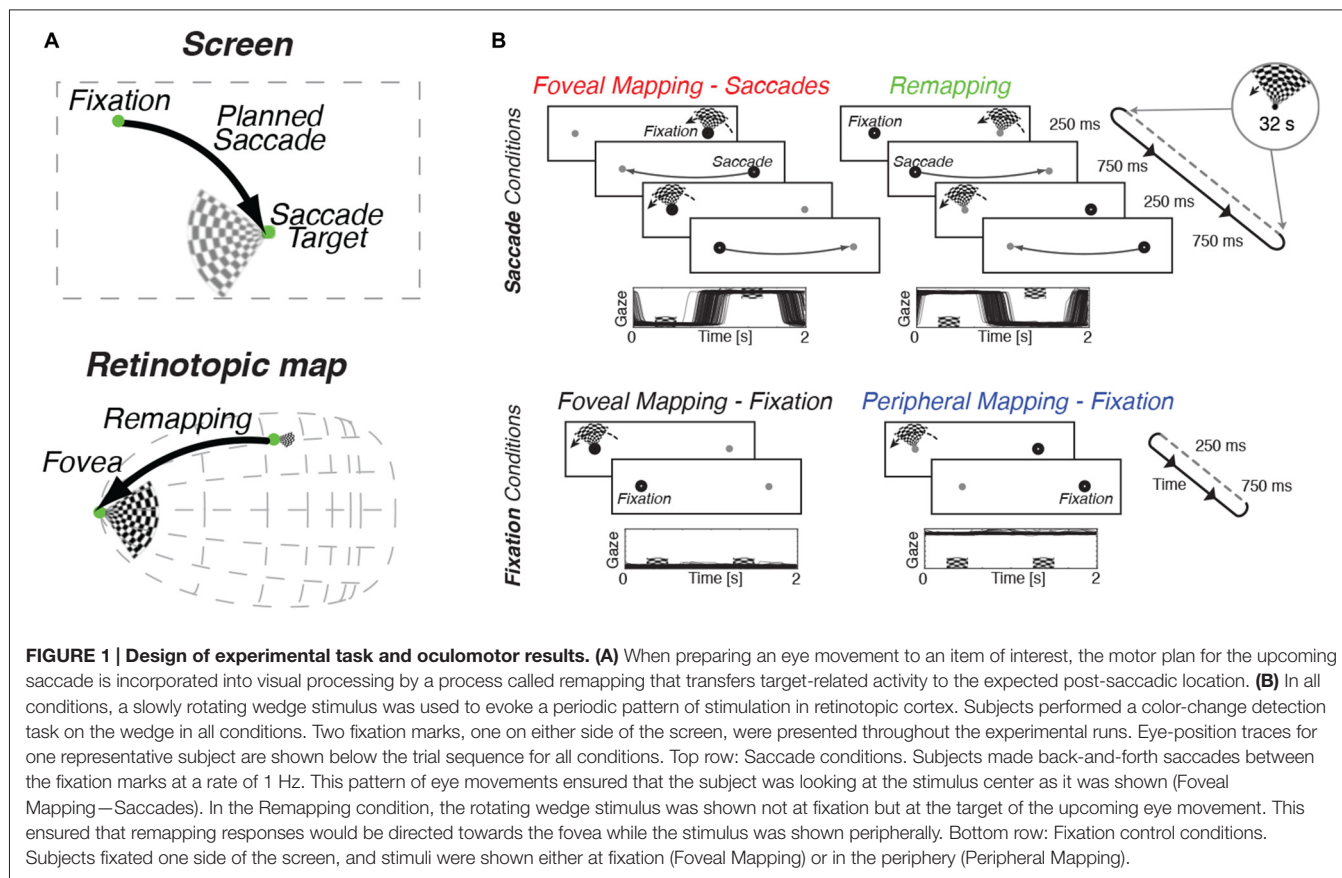 A
Screen
Fixation
Planned
Saccade
Saccade
Target
Retinotopic map
Remapping
Fovea
B
Foveal Mapping - Saccades
Remapping
Saccade Conditions
Fixation
Saccade
Fixation
Saccade
250 ms
750 ms
250 ms
750 ms
32 s
Gaze
0
Time [s]
2
Gaze
0
Time [s]
2
Foveal Mapping - Fixation
Peripheral Mapping - Fixation
Fixation Conditions
Fixation
Fixation
250 ms
Time
750 ms
Gaze
0
Time [s]
2
Gaze
0
Time [s]
2
FIGURE 1 | Design of experimental task and oculomotor results. (A) When preparing an eye movement to an item of interest, the motor plan for the upcoming
saccade is incorporated into visual processing by a process called remapping that transfers target-related activity to the expected post-saccadic location. (B) In all
conditions, a slowly rotating wedge stimulus was used to evoke a periodic pattern of stimulation in retinotopic cortex. Subjects performed a color-change detection
task on the wedge in all conditions. Two fixation marks, one on either side of the screen, were presented throughout the experimental runs. Eye-position traces for
one representative subject are shown below the trial sequence for all conditions. Top row: Saccade conditions. Subjects made back-and-forth saccades between
the fixation marks at a rate of 1 Hz. This pattern of eye movements ensured that the subject was looking at the stimulus center as it was shown (Foveal
Mapping—Saccades). In the Remapping condition, the rotating wedge stimulus was shown not at fixation but at the target of the upcoming eye movement. This
ensured that remapping responses would be directed towards the fovea while the stimulus was shown peripherally. Bottom row: Fixation control conditions.
Subjects fixated one side of the screen, and stimuli were shown either at fixation (Foveal Mapping) or in the periphery (Peripheral Mapping).